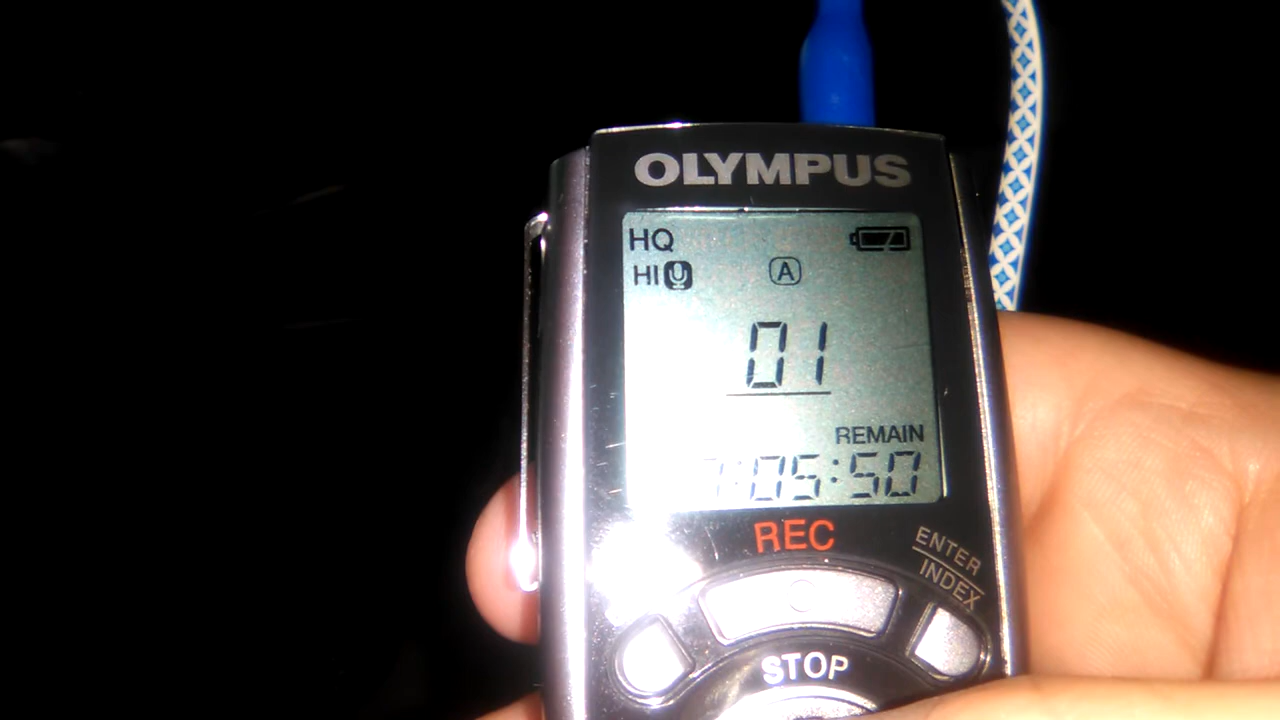 OLYMPUS
HQ
HI A
01
REMAIN
:05:50
REC
ENTER
INDEX
STOP